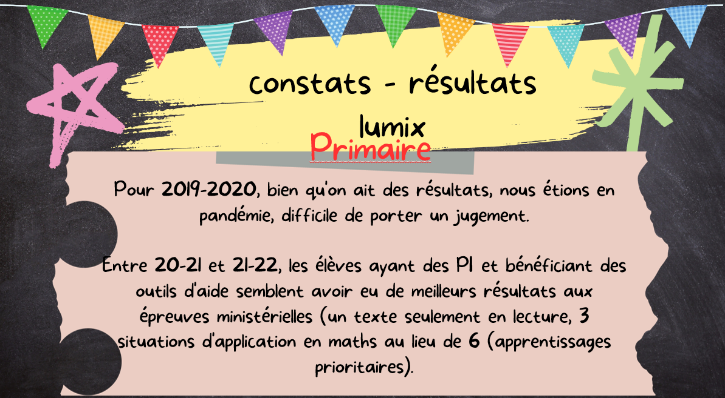 constats - résultats
lumix
Primaire
Pour 2019-2020, bien qu'on ait des résultats, nous étions en
pandémie, difficile de porter un jugement.
Entre 20-21 et 21-22, les élèves ayant des PI et bénéficiant des
outils d'aide semblent avoir eu de meilleurs résultats aux
épreuves ministérielles (un texte seulement en lecture, 3
situations d'application en maths au lieu de 6 (apprentissages
prioritaires).